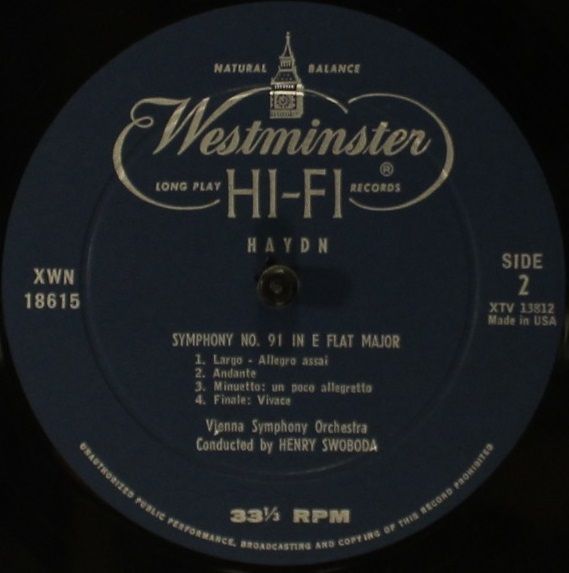 NATURAL BALANCE
Westminster ®
LONG PLAY HI-FI RECORDS
HAYDN
XWN
18615
SIDE
2
XTV 13812
Made in USA
SYMPHONY NO. 91 IN E FLAT MAJOR
1. Largo - Allegro assai
2. Andante
3. Minuetto: un poco allegretto
4. Finale: Vivace
Vienna Symphony Orchestra
Conducted by HENRY SWOBODA
33⅓ RPM
UNAUTHORIZED PUBLIC PERFORMANCE, BROADCASTING AND COPYING OF THIS RECORD PROHIBITED